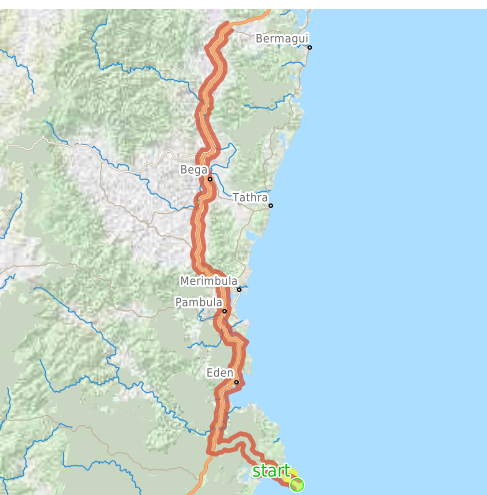 Bermagui
Bega
Tathra
Merimbula
Pambula
Eden
start